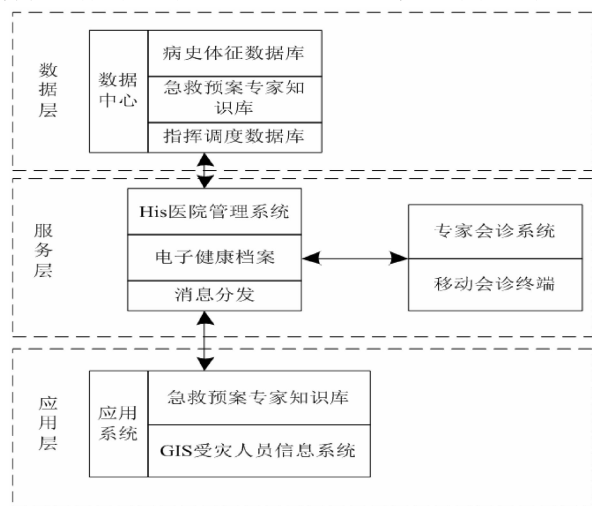 数据层
数据
中心
病史体征数据库
急救预案专家知
识库
指挥调度数据库
服务层
His医院管理系统
电子健康档案
消息分发
专家会诊系统
移动会诊终端
应用层
应用
系统
急救预案专家知识库
GIS受灾人员信息系统